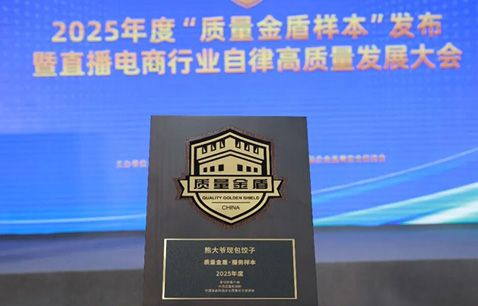 2025年度“质量金盾样本”发布
暨直播电商行业自律高质量发展大会
质量金盾
QUALITY GOLDEN SHIELD
CHINA
熊大爷现包饺子
质量金盾·服务样本
2025年度